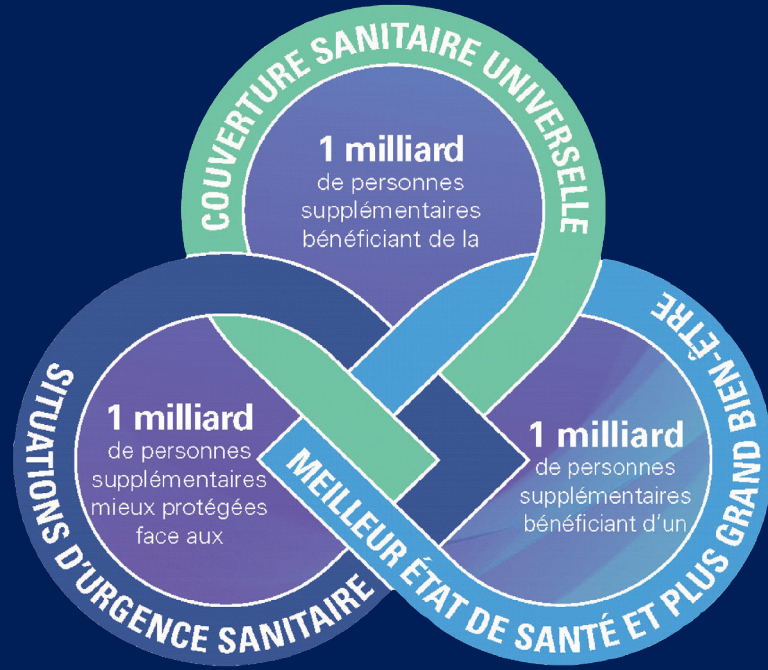 COUVERTURE SANITAIRE UNIVERSELLE
1 milliard
de personnes
supplémentaires
bénéficiant de la
SITUATIONS D'URGENCE SANITAIRE
1 milliard
de personnes
supplémentaires
mieux protégées
face aux
MEILLEUR ÉTAT DE SANTÉ ET PLUS GRAND BIEN-ÊTRE
1 milliard
de personnes
supplémentaires
bénéficiant d'un